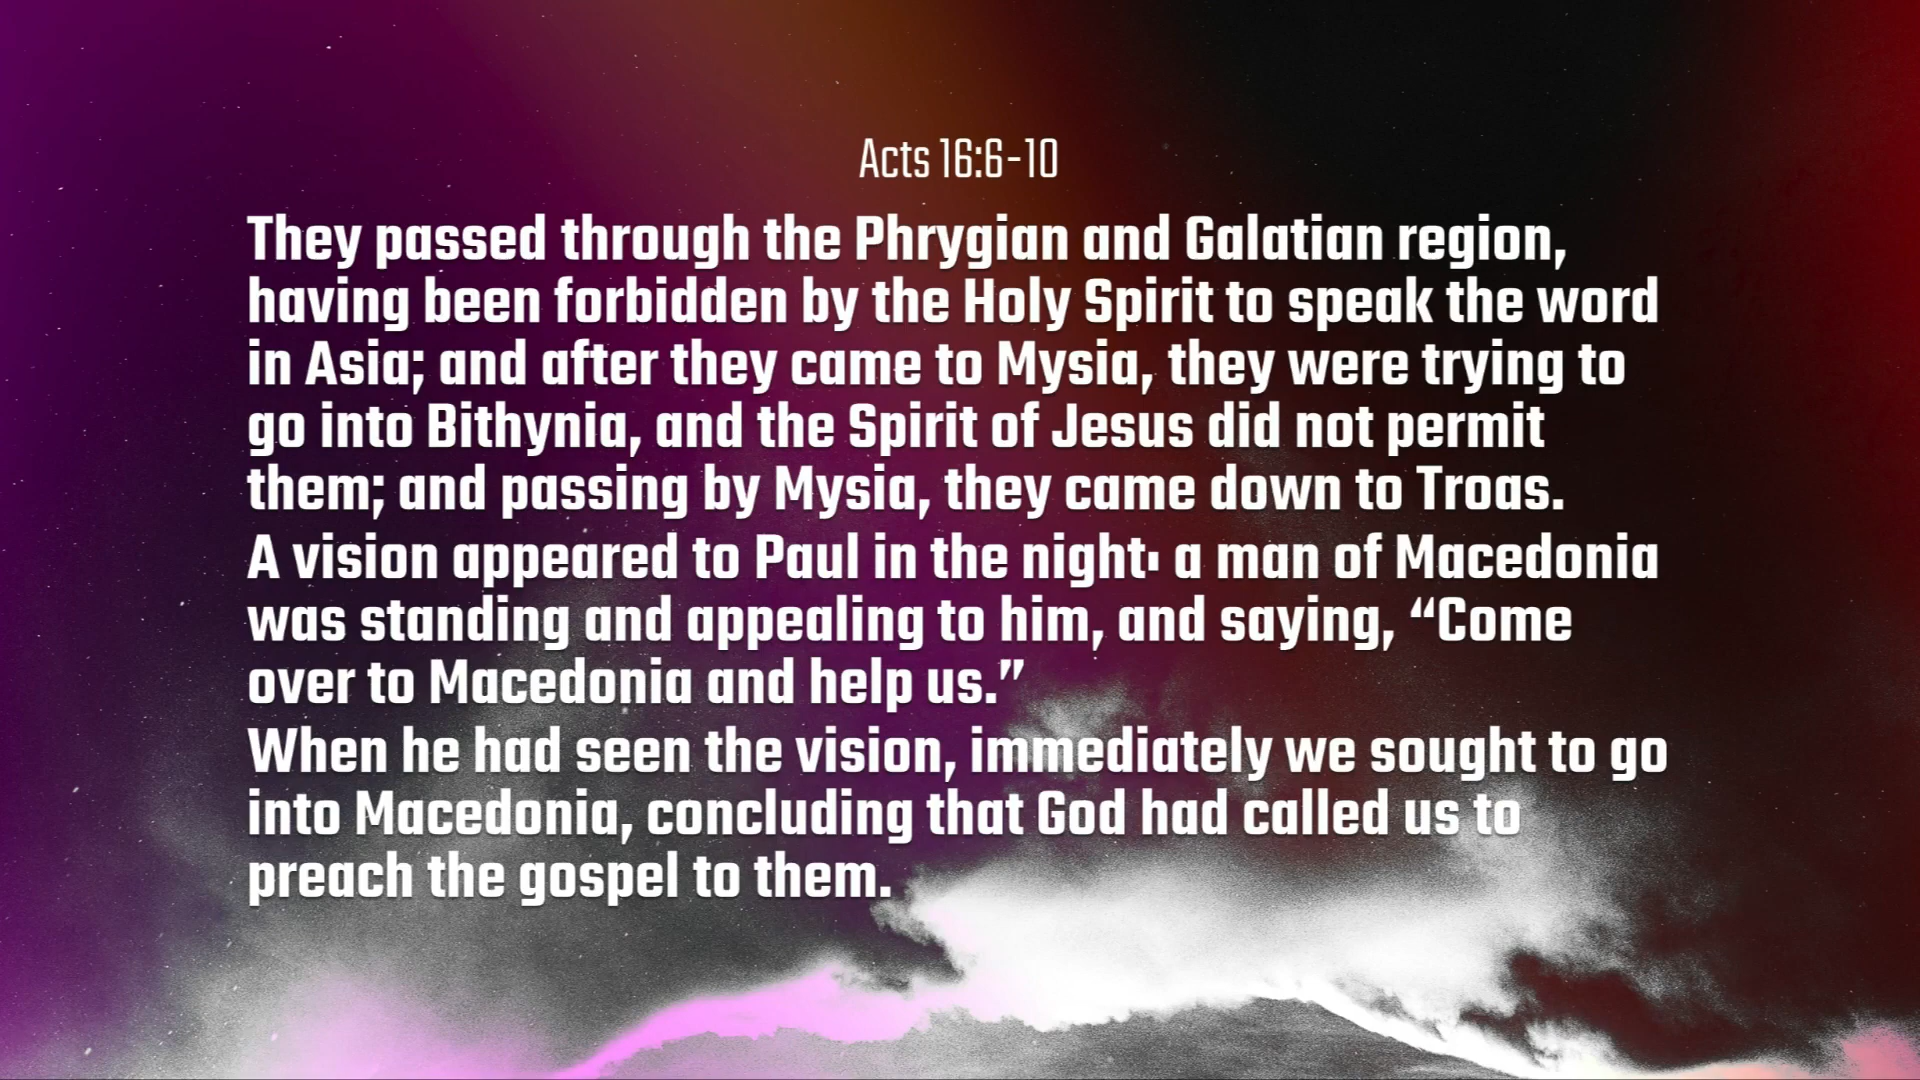 Acts 16:6-10
They passed through the Phrygian and Galatian region,
having been forbidden by the Holy Spirit to speak the word
in Asia; and after they came to Mysia, they were trying to
go into Bithynia, and the Spirit of Jesus did not permit
them; and passing by Mysia, they came down to Troas.
A vision appeared to Paul in the night: a man of Macedonia
was standing and appealing to him, and saying, “Come
over to Macedonia and help us.”
When he had seen the vision, immediately we sought to go
into Macedonia, concluding that God had called us to
preach the gospel to them.